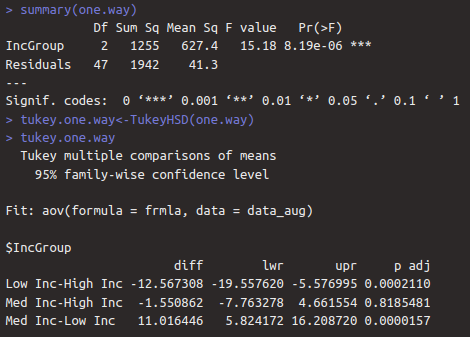 > summary(one.way)
            Df Sum Sq Mean Sq F value   Pr(>F)
IncGroup     2   1255   627.4   15.18 8.19e-06 ***
Residuals   47   1942    41.3
---
Signif. codes:  0 ‘***’ 0.001 ‘**’ 0.01 ‘*’ 0.05 ‘.’ 0.1 ‘ ’ 1
> tukey.one.way<-TukeyHSD(one.way)
> tukey.one.way
  Tukey multiple comparisons of means
    95% family-wise confidence level

Fit: aov(formula = frmla, data = data_aug)

$IncGroup
                       diff        lwr       upr     p adj
Low Inc-High Inc -12.567308 -19.557620 -5.576995 0.0002110
Med Inc-High Inc  -1.550862  -7.763278  4.661554 0.8185481
Med Inc-Low Inc   11.016446   5.824172 16.208720 0.0000157